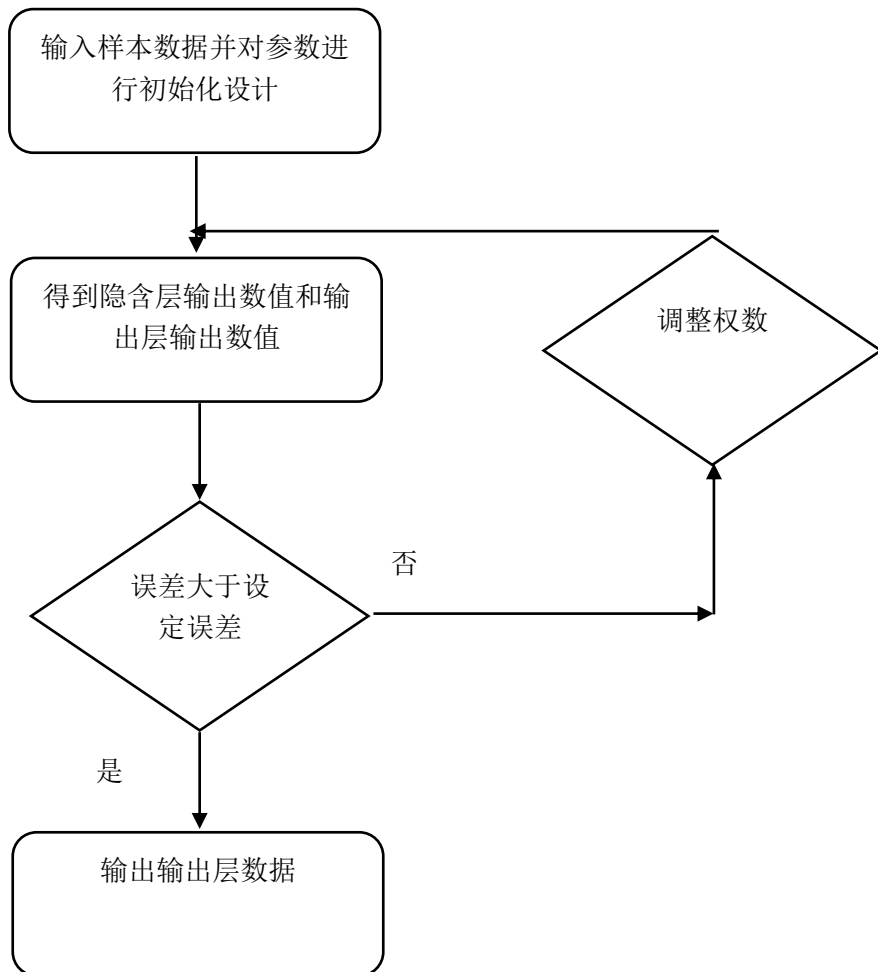 输入样本数据并对参数进
行初始化设计
得到隐含层输出数值和输
出层输出数值
调整权数
误差大于设
定误差
否
是
输出输出层数据